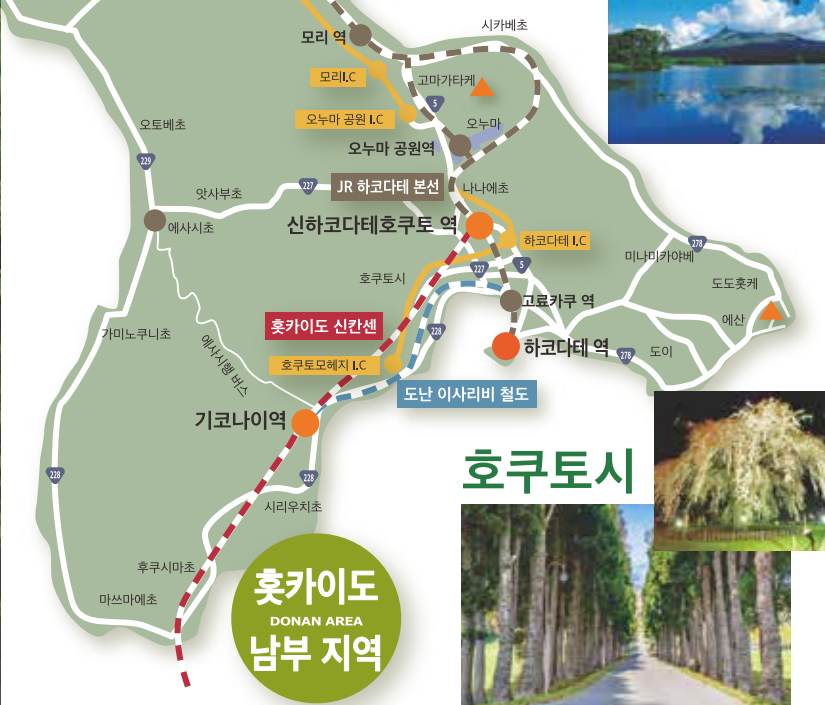 시카베초
모리 역
모리I.C
고마가타케
5
오누마 공원 I.C
오토베초
오누마
오누마 공원역
229
앗사부초
227
JR 하코다테 본선
나나에초
에사시초
신하코다테호쿠토 역
하코다테 I.C
278
미나미카야베
227
5
호쿠토시
도도홋케
고료카쿠 역
에산
홋카이도 신칸센
228
가미노쿠니초
에사시행 버스
하코다테 역
278
도이
호쿠토모헤지 I.C
도난 이사리비 철도
기코나이역
호쿠토시
228
228
시리우치초
후쿠시마초
마쓰마에초
홋카이도
DONAN AREA
남부 지역